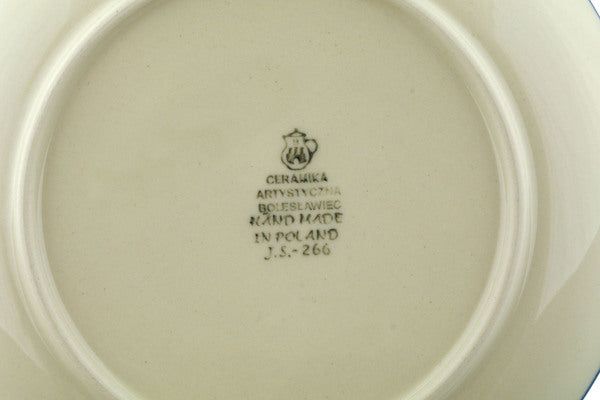 CERAMIKA
ARTYSTYCZNA
BOLESŁAWIEC
HAND MADE
IN POLAND
J.S.-266